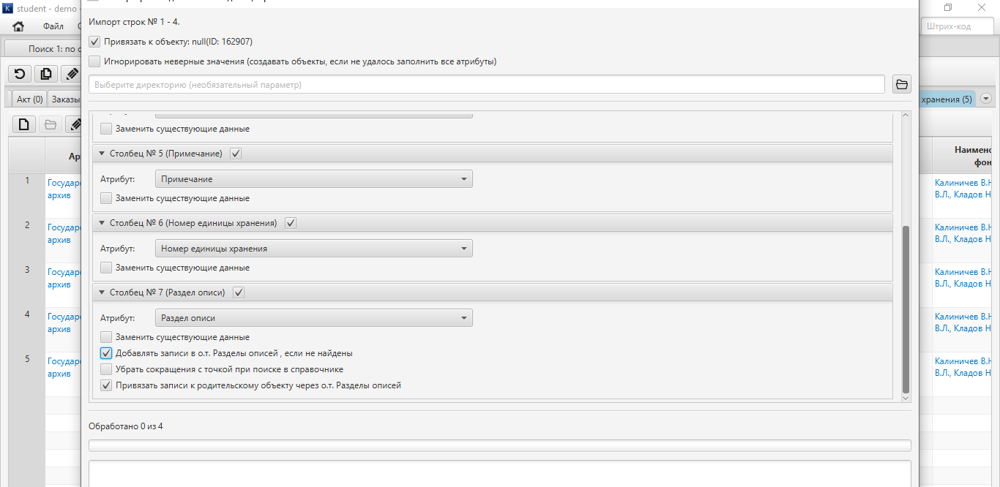 student - demo -
Файл
Штрих-код
Поиск 1: по
Акт (0)
Заказы
хранения (5)
Наимено
фон
1
Государ
архив
Калиничев В.Н
В.Л., Кладов Н
2
Государ
архив
Калиничев В.Н
В.Л., Кладов Н
3
Государ
архив
Калиничев В.Н
В.Л., Кладов Н
4
Государ
архив
Калиничев В.Н
В.Л., Кладов Н
5
Государ
архив
Калиничев В.Н
В.Л., Кладов Н
Импорт строк № 1 - 4.
Привязать к объекту: null(ID: 162907)
Игнорировать неверные значения (создавать объекты, если не удалось заполнить все атрибуты)
Выберите директорию (необязательный параметр)
Заменить существующие данные
Столбец № 5 (Примечание)
Атрибут: Примечание
Заменить существующие данные
Столбец № 6 (Номер единицы хранения)
Атрибут: Номер единицы хранения
Заменить существующие данные
Столбец № 7 (Раздел описи)
Атрибут: Раздел описи
Заменить существующие данные
Добавлять записи в о.т. Разделы описей , если не найдены
Убрать сокращения с точкой при поиске в справочнике
Привязать записи к родительскому объекту через о.т. Разделы описей
Обработано 0 из 4